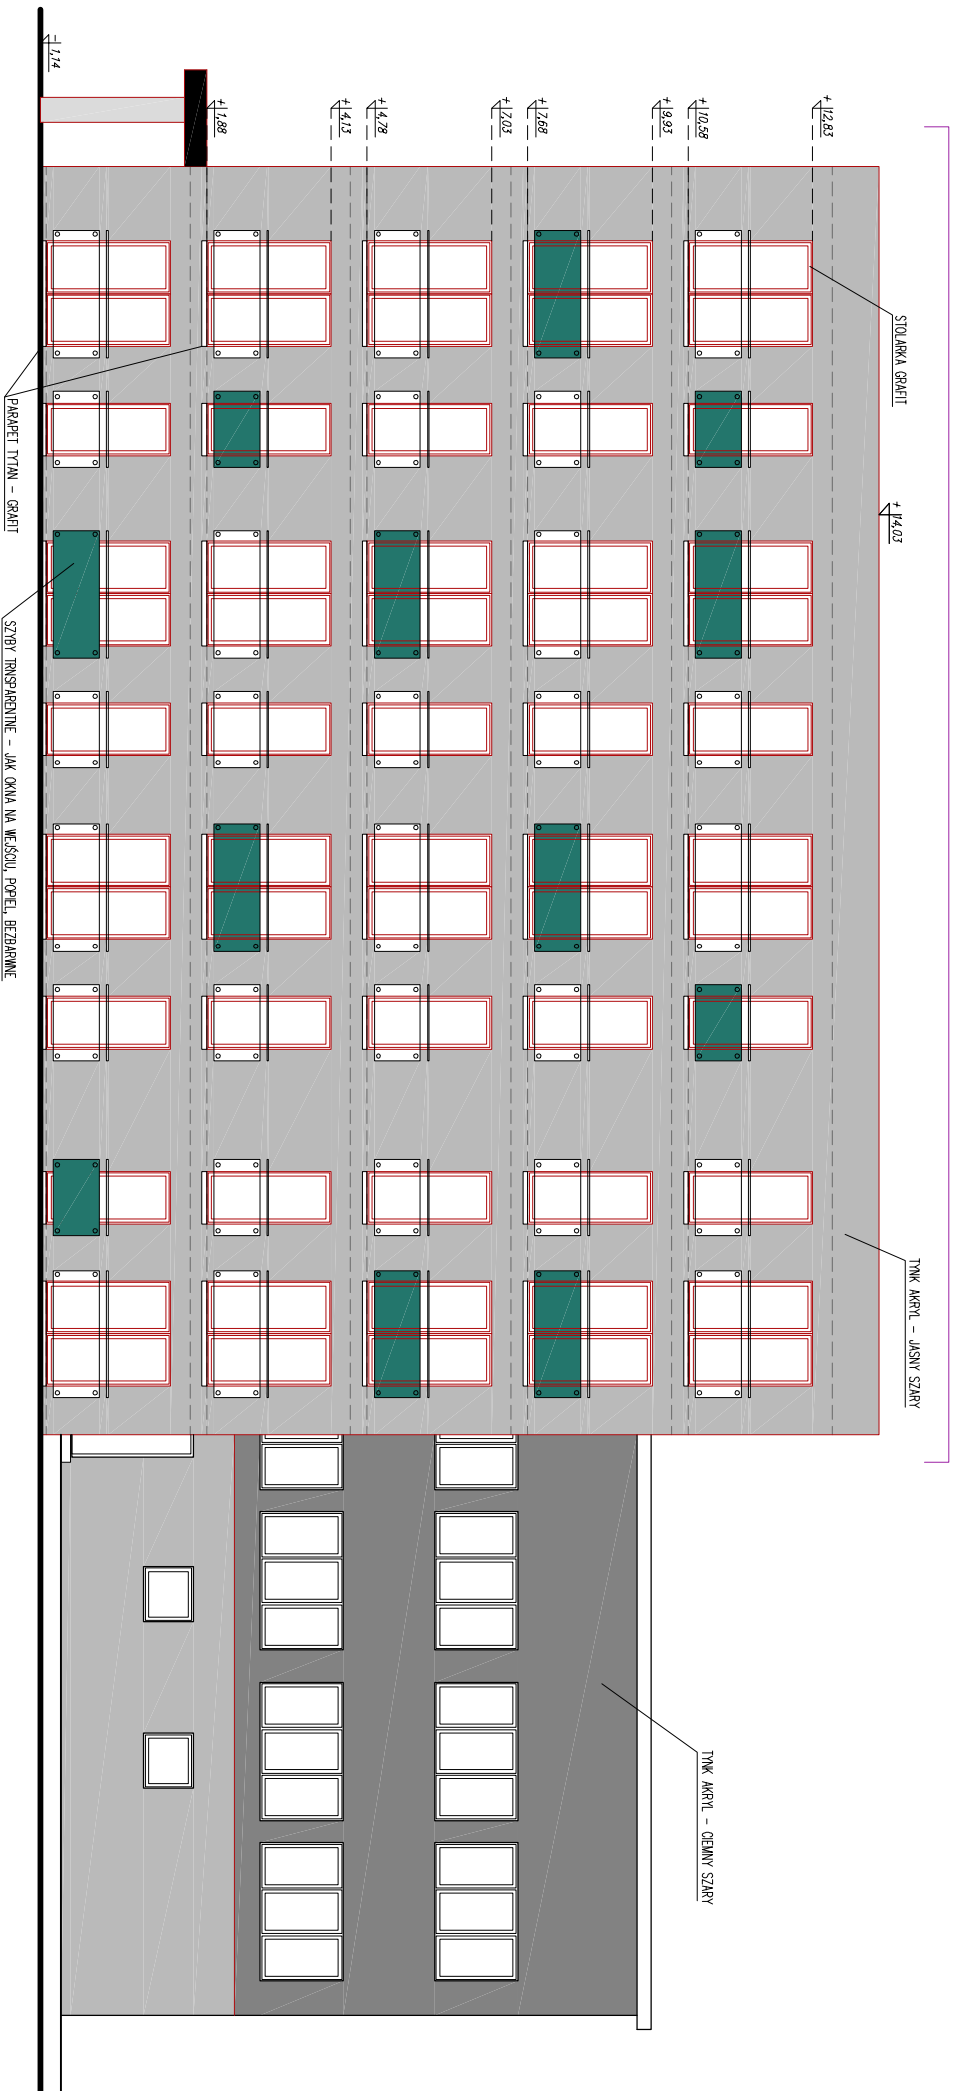 + 14,03
+ 12,83
+ 10,58
+ 9,93
+ 7,68
+ 7,03
+ 4,78
+ 4,13
+ 1,88
- 1,14
STOLARKA GRAFIT
TYNK AKRYL - JASNY SZARY
TYNK AKRYL - CIEMNY SZARY
PARAPET TYTAN - GRAFIT
SZYBY TRNSPARENTNE - JAK OKNA NA WEJŚCIU, POPIEL, BEZBARWNE